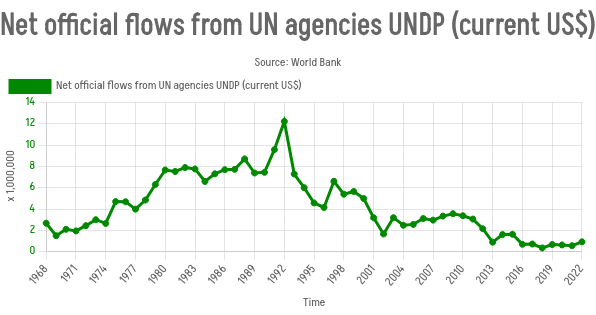 Net official flows from UN agencies UNDP (current US$)
Source: World Bank
Net official flows from UN agencies UNDP (current US$)
x 1,000,000
14
12
10
8
6
4
2
0
1968 1971 1974 1977 1980 1983 1986 1989 1992 1995 1998 2001 2004 2007 2010 2013 2016 2019 2022
Time